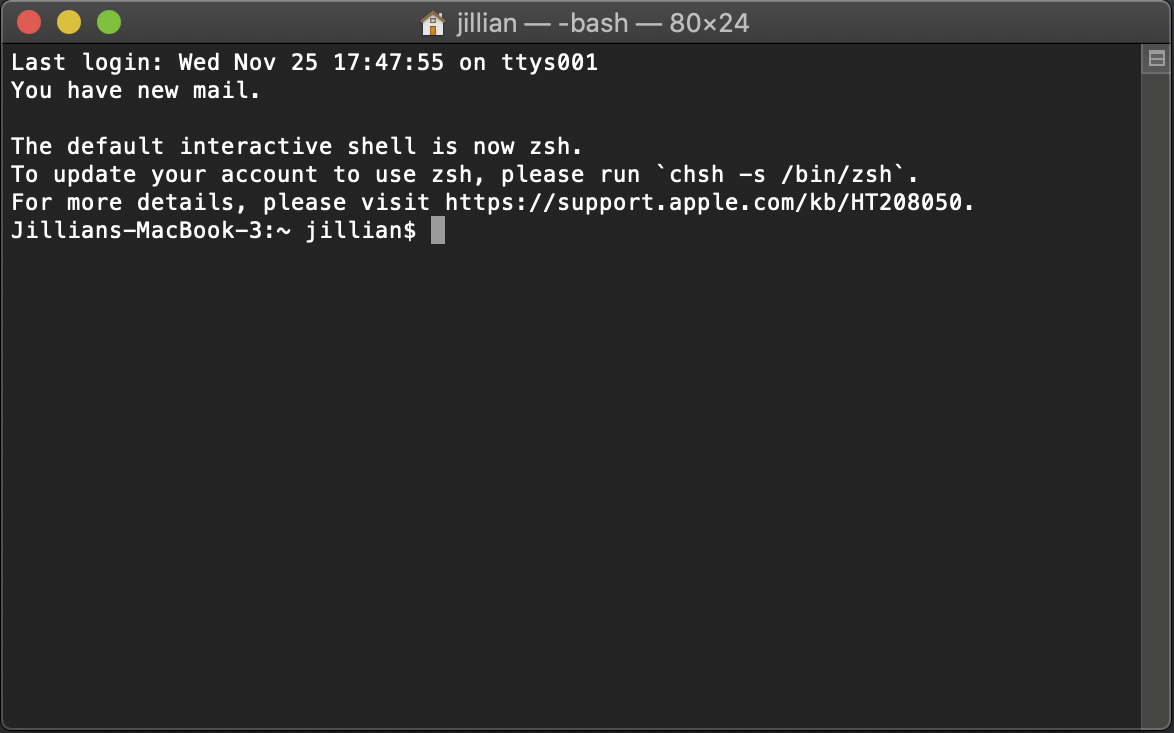 jillian — -bash — 80×24
Last login: Wed Nov 25 17:47:55 on ttys001
You have new mail.
The default interactive shell is now zsh.
To update your account to use zsh, please run `chsh -s /bin/zsh`.
For more details, please visit https://support.apple.com/kb/HT208050.
Jillians-MacBook-3:~ jillian$